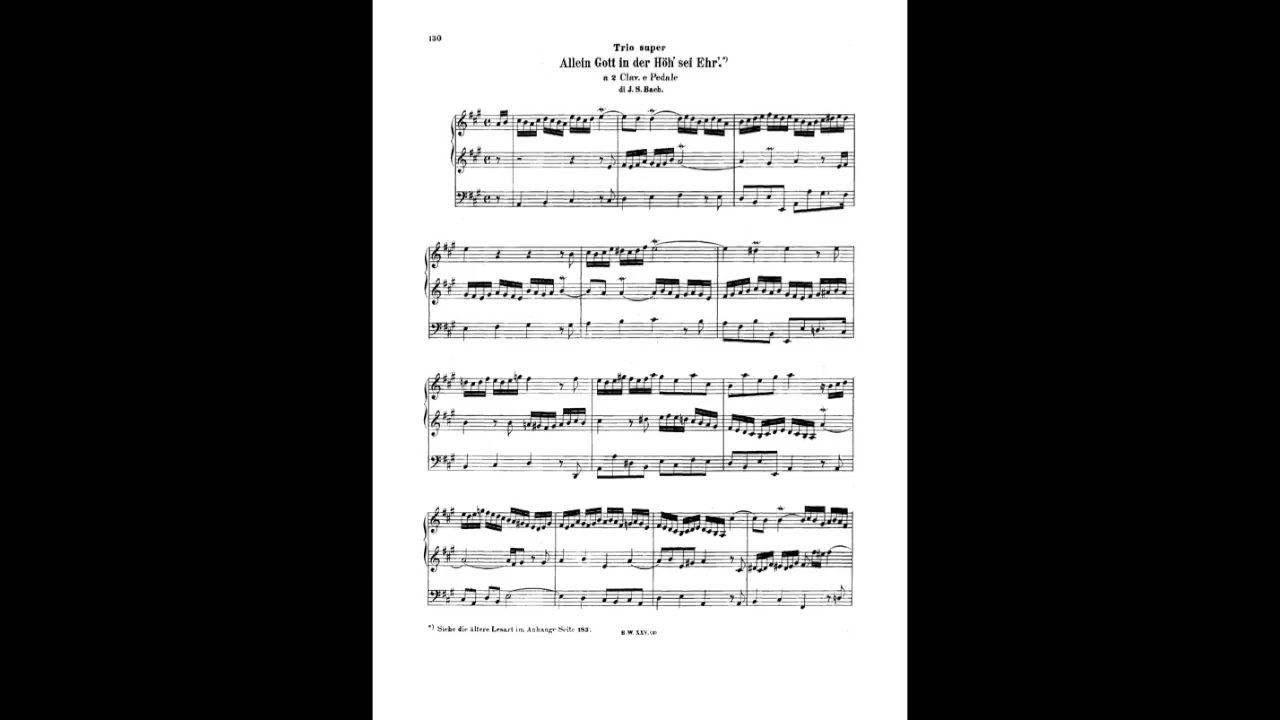 130
Trio super
Allein Gott in der Höh' sei Ehr'.*)
a 2 Clav. e Pedale
di J. S. Bach.
*) Siehe die ältere Lesart im Anhange Seite 183.
B.W. XXV. (2)